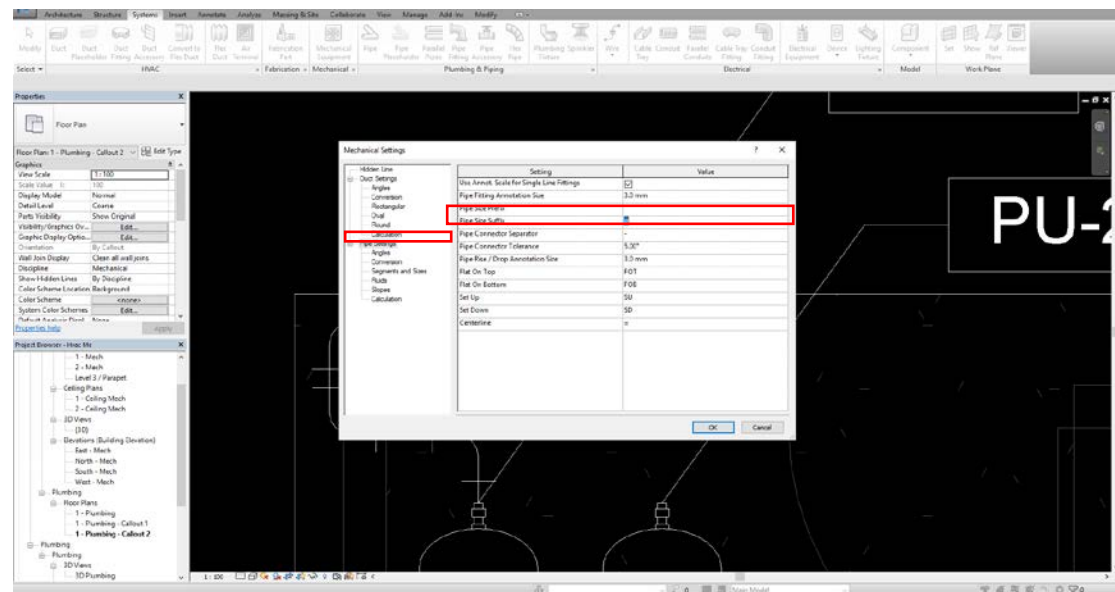 Architecture Structure Systems Insert Annotate Analyze Massing & Site Collaborate View Manage Add-Ins Modify
Modify Duct Duct Placeholder Duct Fitting Duct Accessory Convert to Flex Duct Flex Duct Air Terminal Fabrication Part Mechanical Equipment Pipe Pipe Placeholder Parallel Pipes Pipe Fitting Pipe Accessory Flex Pipe Plumbing Fixture Sprinkler Wire Cable Tray Conduit Parallel Conduits Cable Tray Fitting Conduit Fitting Electrical Equipment Device Lighting Fixture Component Set Show Ref Plane Viewer
Select HVAC Fabrication Mechanical Plumbing & Piping Electrical Model Work Plane
Properties X
Floor Plan
Floor Plan: 1 - Plumbing - Callout 2 Edit Type
Graphics
View Scale 1 : 100
Scale Value 1: 100
Display Model Normal
Detail Level Coarse
Parts Visibility Show Original
Visibility/Graphics Ov... Edit...
Graphic Display Optio... Edit...
Orientation By Callout
Wall Join Display Clean all wall joins
Discipline Mechanical
Show Hidden Lines By Discipline
Color Scheme Location Background
Color Scheme <none>
System Color Schemes Edit...
Default Analysis Displ... None
Properties help Apply
Project Browser - Hvac
1 - Mech
2 - Mech
Level 3 / Parapet
Ceiling Plans
1 - Ceiling Mech
2 - Ceiling Mech
3D Views
{3D}
Elevations (Building Elevation)
East - Mech
North - Mech
South - Mech
West - Mech
Plumbing
Floor Plans
1 - Plumbing
1 - Plumbing - Callout 1
1 - Plumbing - Callout 2
Plumbing
Plumbing
3D Views
3D Plumbing
Mechanical Settings ? X
Hidden Line
Duct Settings
Angles
Conversion
Rectangular
Oval
Round
Calculation
Pipe Settings
Angles
Conversion
Segments and Sizes
Fluids
Slopes
Calculation
Setting Value
Use Annot. Scale for Single Line Fittings
Pipe Fitting Annotation Size 3.0 mm
Pipe Size Prefix
Pipe Size Suffix
Pipe Connector Separator -
Pipe Connector Tolerance 5.00°
Pipe Rise / Drop Annotation Size 3.0 mm
Flat On Top FOT
Flat On Bottom FOB
Set Up SU
Set Down SD
Centerline =
OK Cancel
PU-2
1 : 100
:0 Main Model